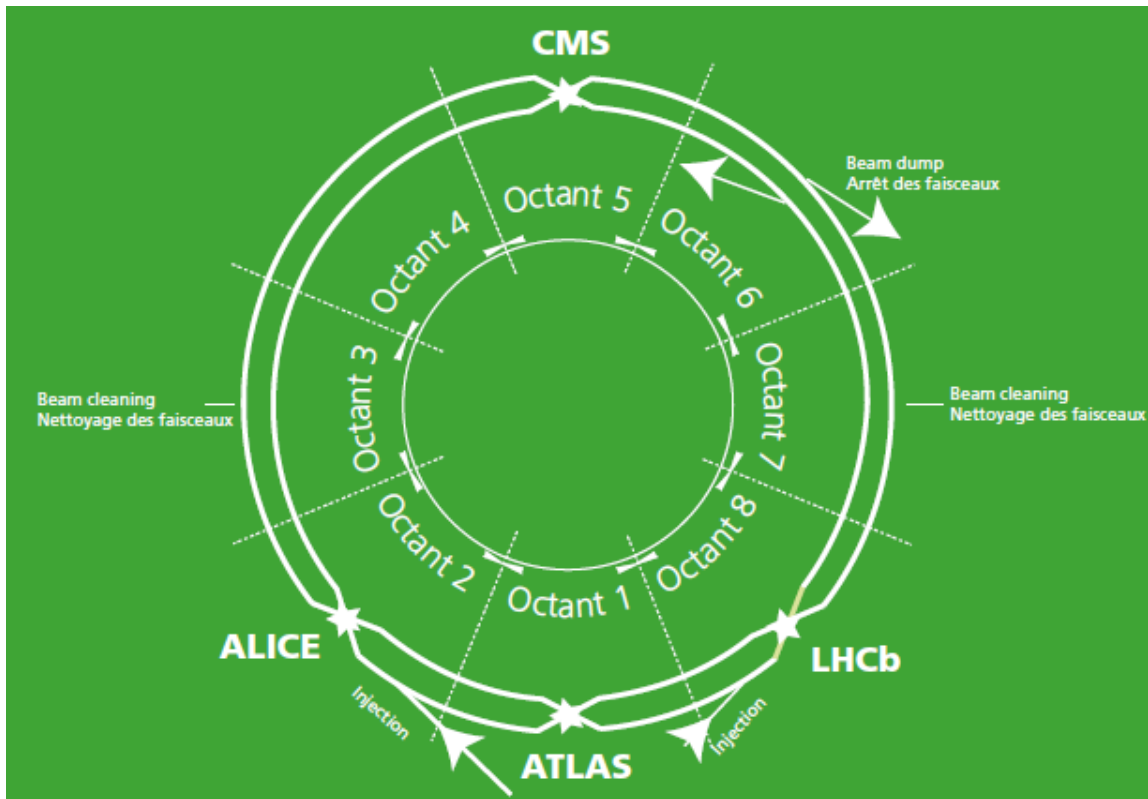 CMS
Beam dump
Arrêt des faisceaux
Octant 5
Octant 4
Octant 6
Octant 3
Octant 7
Beam cleaning
Nettoyage des faisceaux
Beam cleaning
Nettoyage des faisceaux
Octant 2
Octant 8
Octant 1
ALICE
LHCb
Injection
Injection
ATLAS